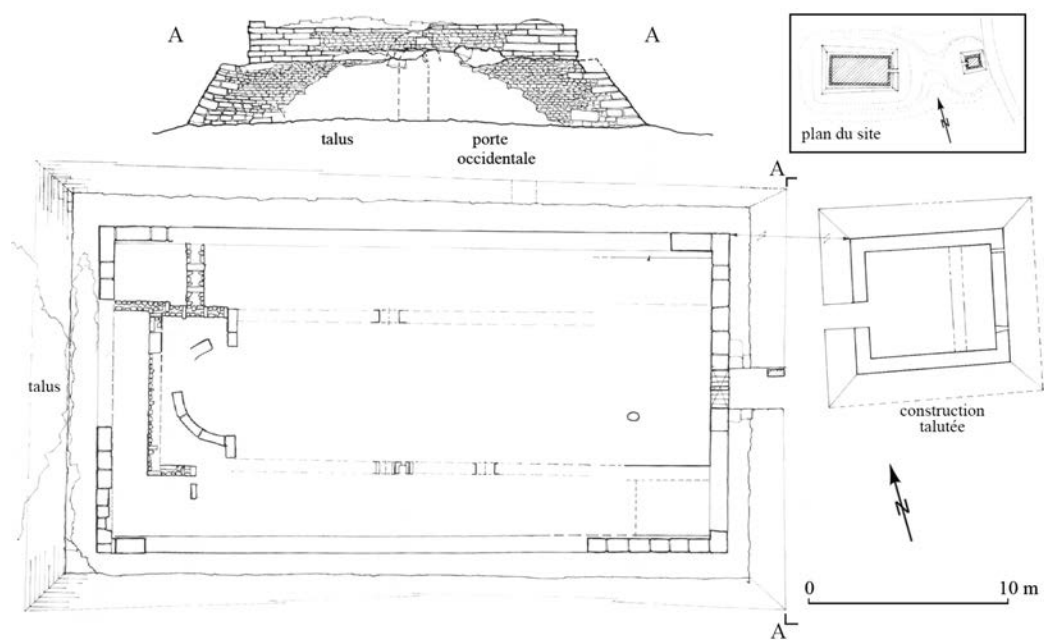 A
A
talus
porte
occidentale
plan du site
N
A
talus
construction
talutée
N
0
10 m
A